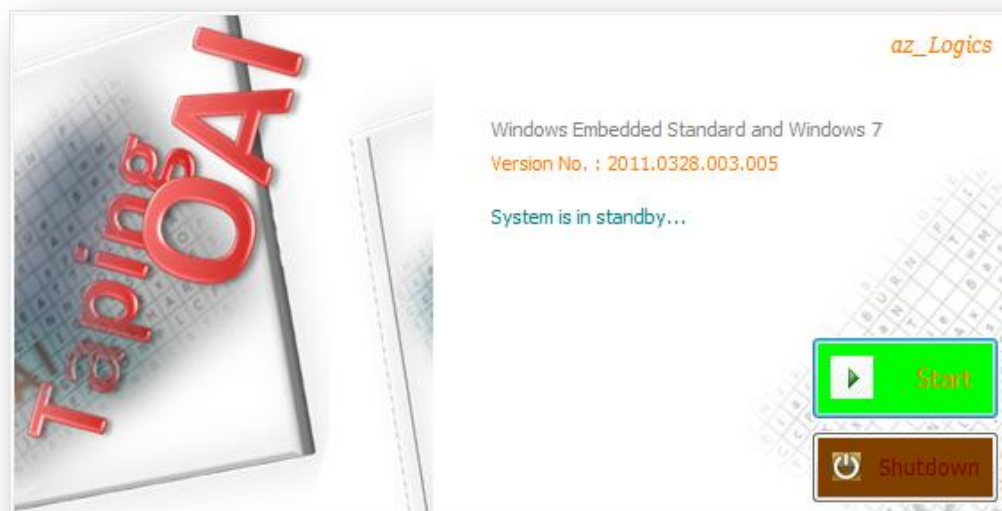 Taping
OAI
az_Logics
Windows Embedded Standard and Windows 7
Version No. : 2011.0328.003.005
System is in standby...
Start
Shutdown